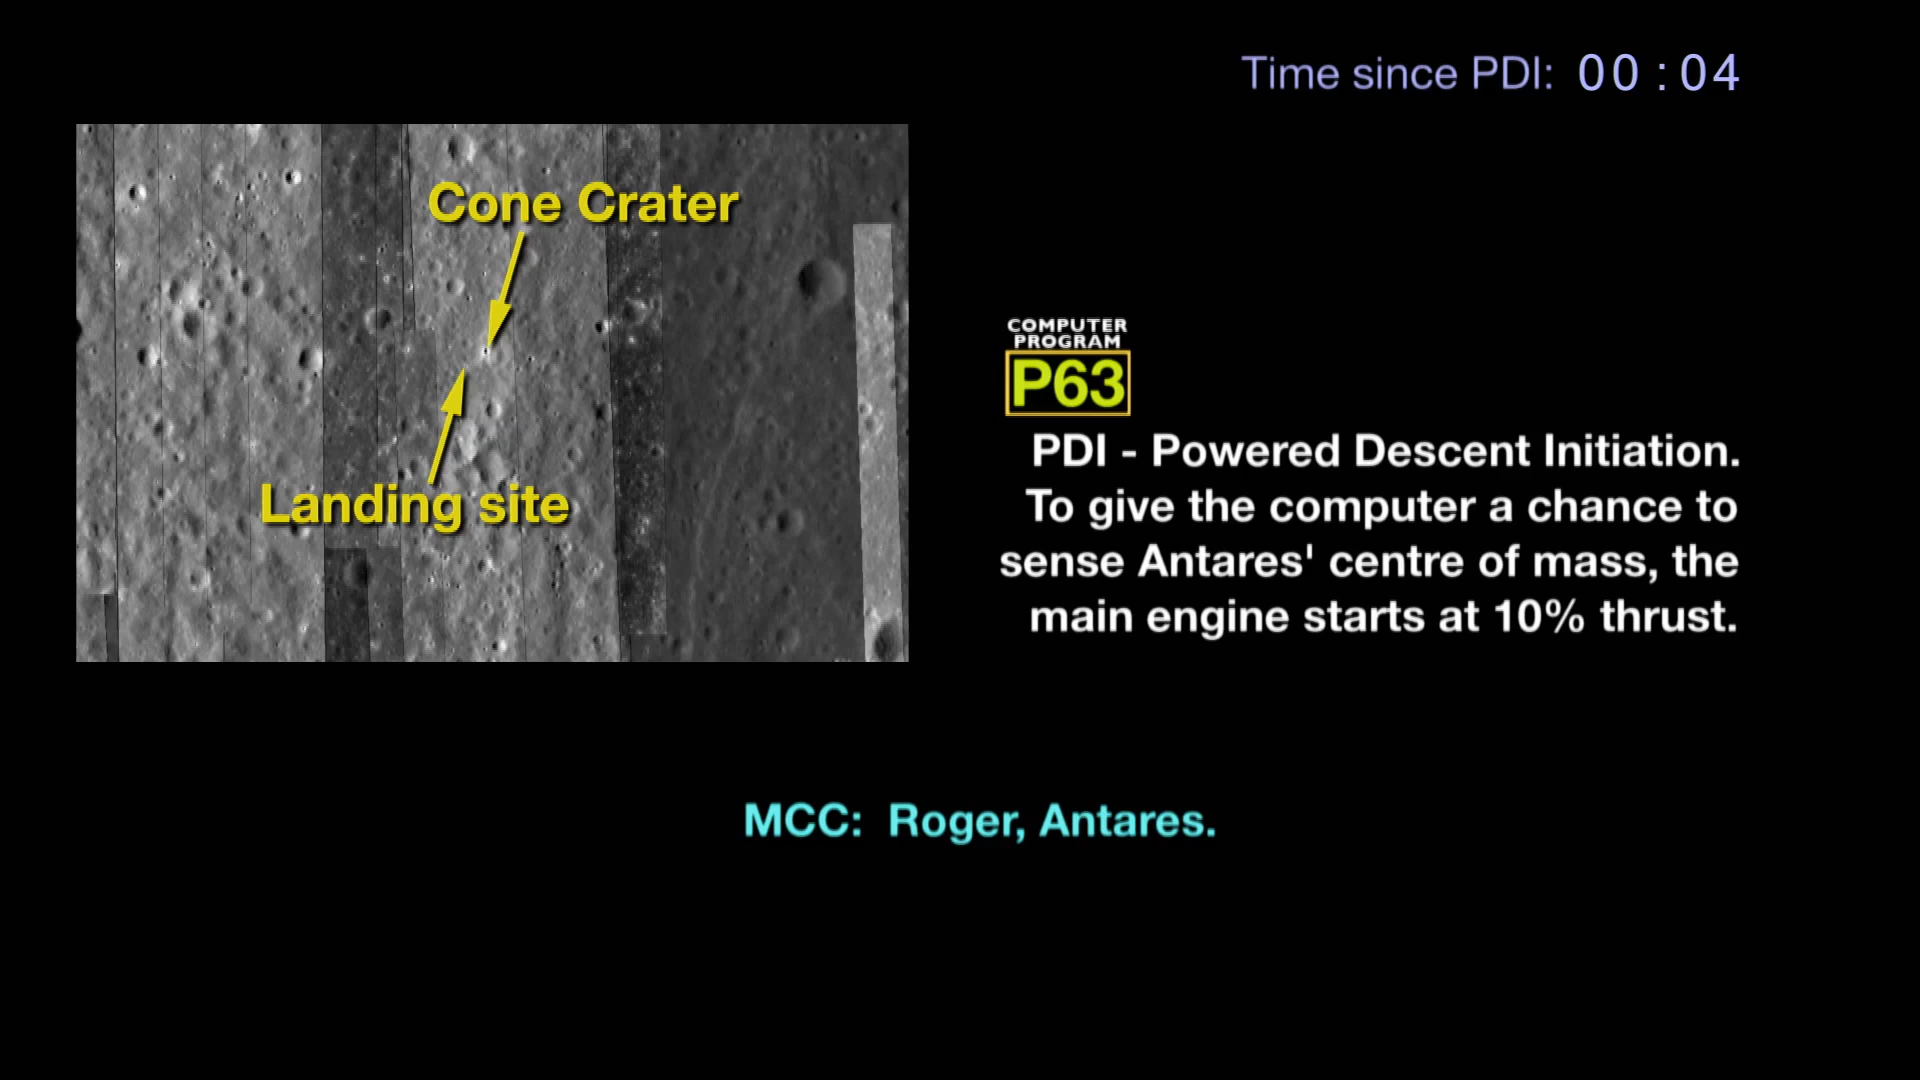 Time since PDI: 00:04
Cone Crater
Landing site
COMPUTER
PROGRAM
P63
PDI - Powered Descent Initiation.
To give the computer a chance to
sense Antares' centre of mass, the
main engine starts at 10% thrust.
MCC: Roger, Antares.